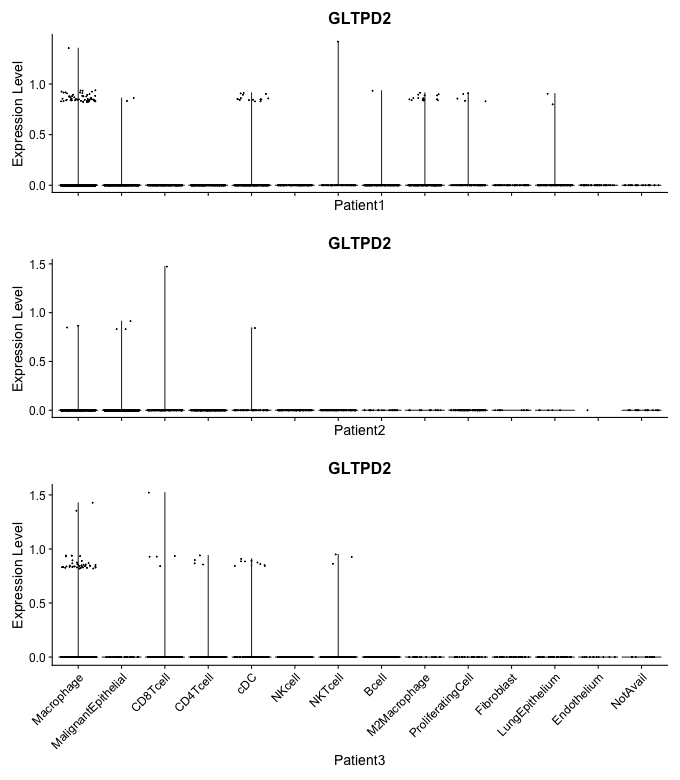 GLTPD2
Expression Level
1.0
0.5
0.0
Patient1
GLTPD2
Expression Level
1.5
1.0
0.5
0.0
Patient2
GLTPD2
Expression Level
1.5
1.0
0.5
0.0
Macrophage
MalignantEpithelial
CD8Tcell
CD4Tcell
cDC
NKcell
NKTcell
Bcell
M2Macrophage
ProliferatingCell
Fibroblast
LungEpithelium
Endothelium
NotAvail
Patient3